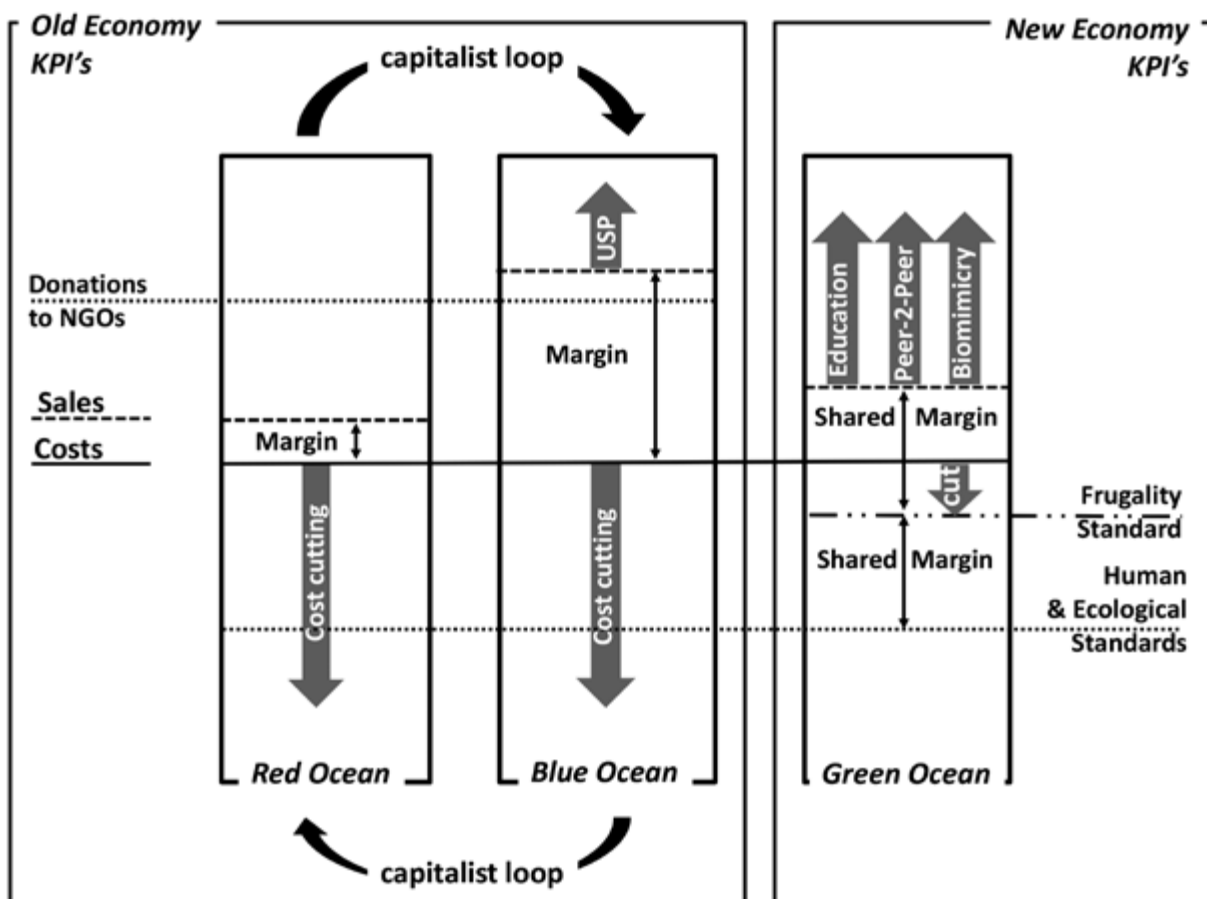 Old Economy
KPI's
New Economy
KPI's
capitalist loop
USP
Donations
to NGOs
Margin
Education
Peer-2-Peer
Biomimicry
Sales
Margin
Shared Margin
Costs
Cost cutting
Cost cutting
cut
Frugality
Standard
Shared Margin
Human
& Ecological
Standards
Red Ocean
Blue Ocean
Green Ocean
capitalist loop